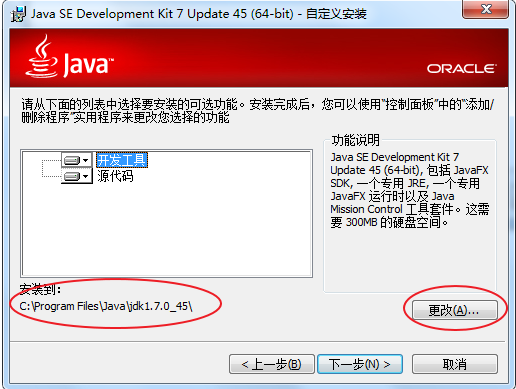 Java SE Development Kit 7 Update 45 (64-bit) - 自定义安装
Java™
ORACLE
请从下面的列表中选择要安装的可选功能。安装完成后，您可以使用"控制面板"中的"添加/
删除程序"实用程序来更改您选择的功能
开发工具
源代码
功能说明
Java SE Development Kit 7
Update 45 (64-bit), 包括 JavaFX
SDK, 一个专用 JRE, 一个专用
JavaFX 运行时以及 Java
Mission Control 工具套件。这需
要 300MB 的硬盘空间。
安装到:
C:\Program Files\Java\jdk1.7.0_45\
更改(A)...
<上一步(B)
下一步(N) >
取消